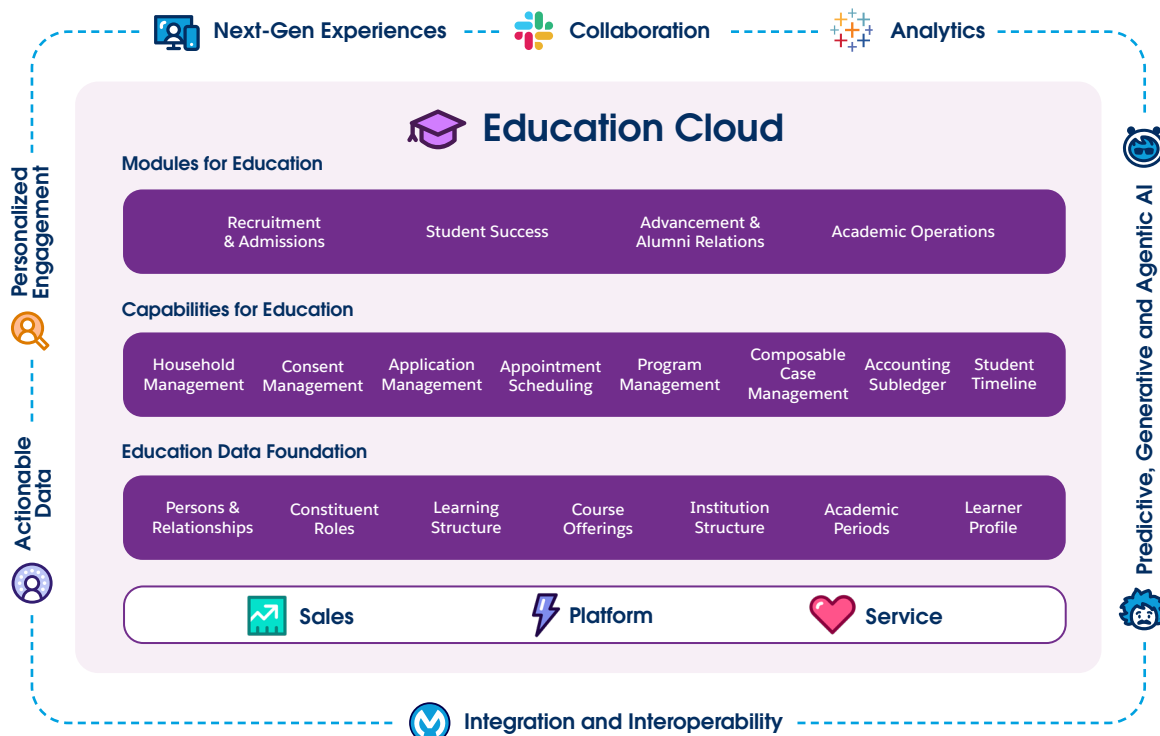 Next-Gen Experiences
Collaboration
Analytics
Education Cloud
Modules for Education
Recruitment
& Admissions
Student Success
Advancement &
Alumni Relations
Academic Operations
Capabilities for Education
Household
Management
Consent
Management
Application
Management
Appointment
Scheduling
Program
Management
Composable
Case
Management
Accounting
Subledger
Student
Timeline
Education Data Foundation
Persons &
Relationships
Constituent
Roles
Learning
Structure
Course
Offerings
Institution
Structure
Academic
Periods
Learner
Profile
Sales
Platform
Service
Personalized
Engagement
Actionable
Data
Predictive, Generative and Agentic AI
Integration and Interoperability